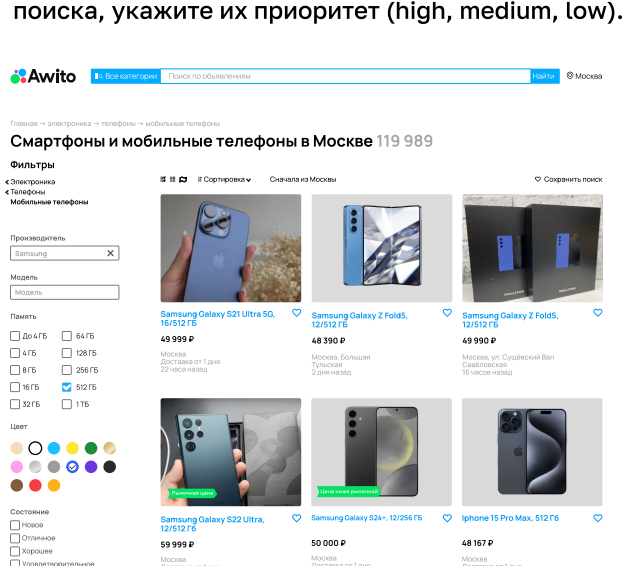 поиска, укажите их приоритет (high, medium, low).
Awito
Все категории
Поиск по объявлениям
Найти
Москва
Главная → электроника → телефоны → мобильные телефоны
Смартфоны и мобильные телефоны в Москве 119 989
Фильтры
Электроника
Телефоны
Мобильные телефоны
Сортировка
Сначала из Москвы
Сохранить поиск
Производитель
Samsung
Модель
Модель
Память
До 4 ГБ
64 ГБ
4 ГБ
128 ГБ
8 ГБ
256 ГБ
16 ГБ
512 ГБ
32 ГБ
1 ТБ
Цвет
Состояние
Новое
Отличное
Хорошее
Удовлетворительное
Samsung Galaxy S21 Ultra 5G,
16/512 ГБ
49 999 ₽
Москва
Доставка от 1 дня
22 часа назад
Samsung Galaxy Z Fold5,
12/512 ГБ
48 390 ₽
Москва, Большая
Тульская
2 дня назад
Samsung Galaxy Z Fold5,
12/512 ГБ
49 990 ₽
Москва, ул. Сущёвский Вал
Савёловская
16 часов назад
Рыночная цена
Samsung Galaxy S22 Ultra,
12/512 ГБ
59 999 ₽
Москва
Цена ниже рыночной
Samsung Galaxy S24+, 12/256 ГБ
50 000 ₽
Москва
Доставка от 1 дня
Iphone 15 Pro Max, 512 Гб
48 167 ₽
Москва